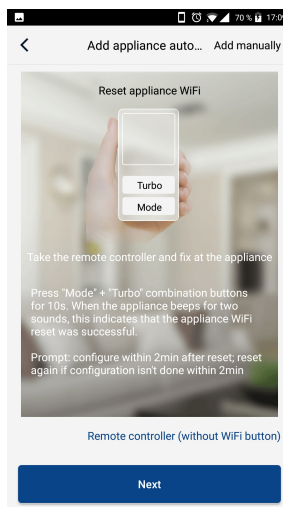 70 % 17:09
Add appliance auto... Add manually
Reset appliance WiFi
Turbo
Mode
Take the remote controller and fix at the appliance
Press "Mode" + "Turbo" combination buttons
for 10s. When the appliance beeps for two
sounds, this indicates that the appliance WiFi
reset was successful.
Prompt: configure within 2min after reset; reset
again if configuration isn't done within 2min
Remote controller (without WiFi button)
Next